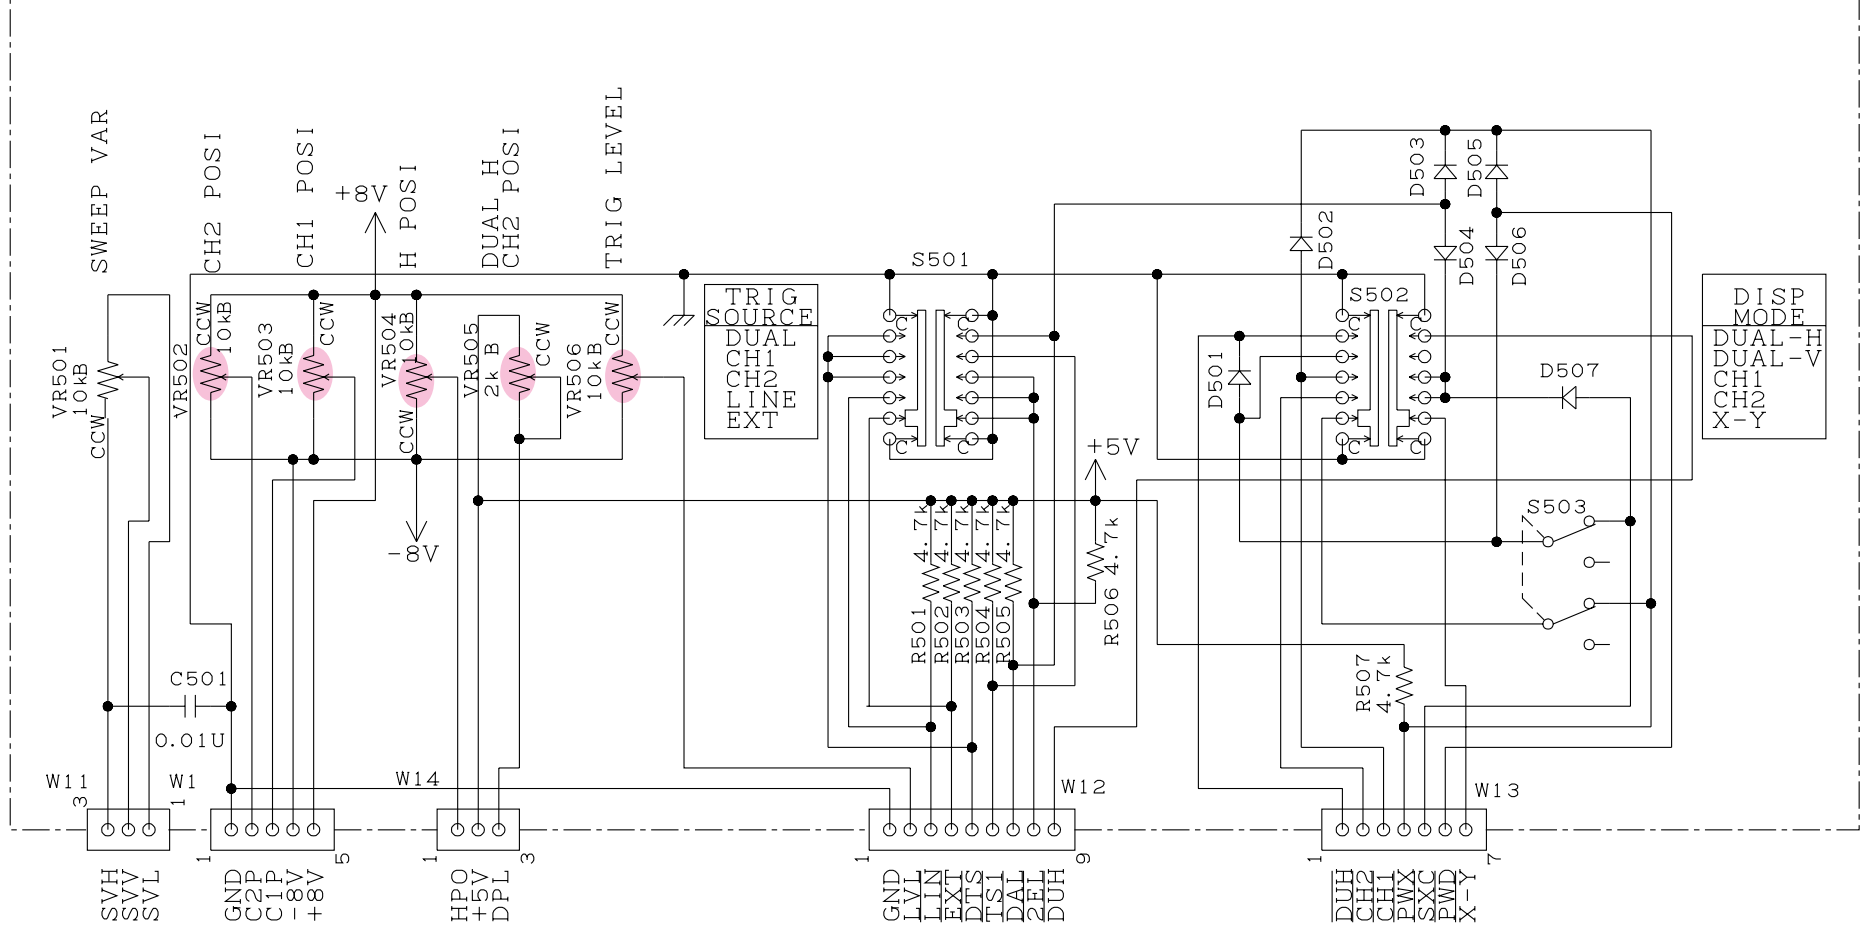 SWEEP VAR
CH2 POSI
CH1 POSI
+8V
H POSI
DUAL H
CH2 POSI
TRIG LEVEL
VR501
10kB
CCW
VR502
CCW
10kB
VR503
10kB
CCW
VR504
10kB
CCW
VR505
2k B
CCW
VR506
10kB
CCW
-8V
TRIG
SOURCE
DUAL
CH1
CH2
LINE
EXT
S501
C
C
C
C
+5V
4.7k
4.7k
4.7k
4.7k
4.7k
R501
R502
R503
R504
R505
R506
4.7k
D503
D505
D502
D504
D506
S502
C
C
C
C
D501
D507
DISP
MODE
DUAL-H
DUAL-V
CH1
CH2
X-Y
S503
R507
4.7k
C501
0.01U
W11
W1
W14
W12
W13
3
1
1
5
1
3
1
9
1
7
SVH
SVV
SVL
GND
C2P
C1P
-8V
+8V
HPO
+5V
DPL
GND
LVL
LIN
EXT
DTS
TS1
DAL
2EL
DUH
DUH
CH2
CH1
PWX
SXC
PWD
X-Y